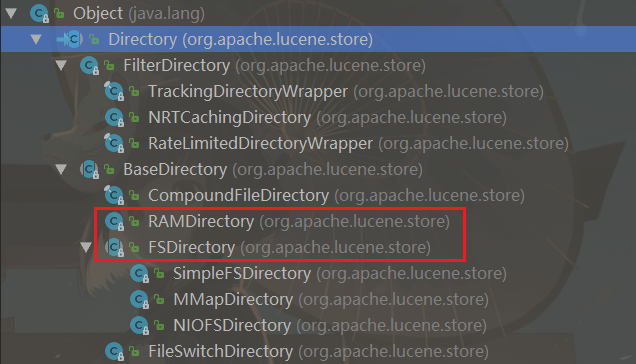 Object (java.lang)
Directory (org.apache.lucene.store)
FilterDirectory (org.apache.lucene.store)
TrackingDirectoryWrapper (org.apache.lucene.store)
NRTCachingDirectory (org.apache.lucene.store)
RateLimitedDirectoryWrapper (org.apache.lucene.store)
BaseDirectory (org.apache.lucene.store)
CompoundFileDirectory (org.apache.lucene.store)
RAMDirectory (org.apache.lucene.store)
FSDirectory (org.apache.lucene.store)
SimpleFSDirectory (org.apache.lucene.store)
MMapDirectory (org.apache.lucene.store)
NIOFSDirectory (org.apache.lucene.store)
FileSwitchDirectory (org.apache.lucene.store)